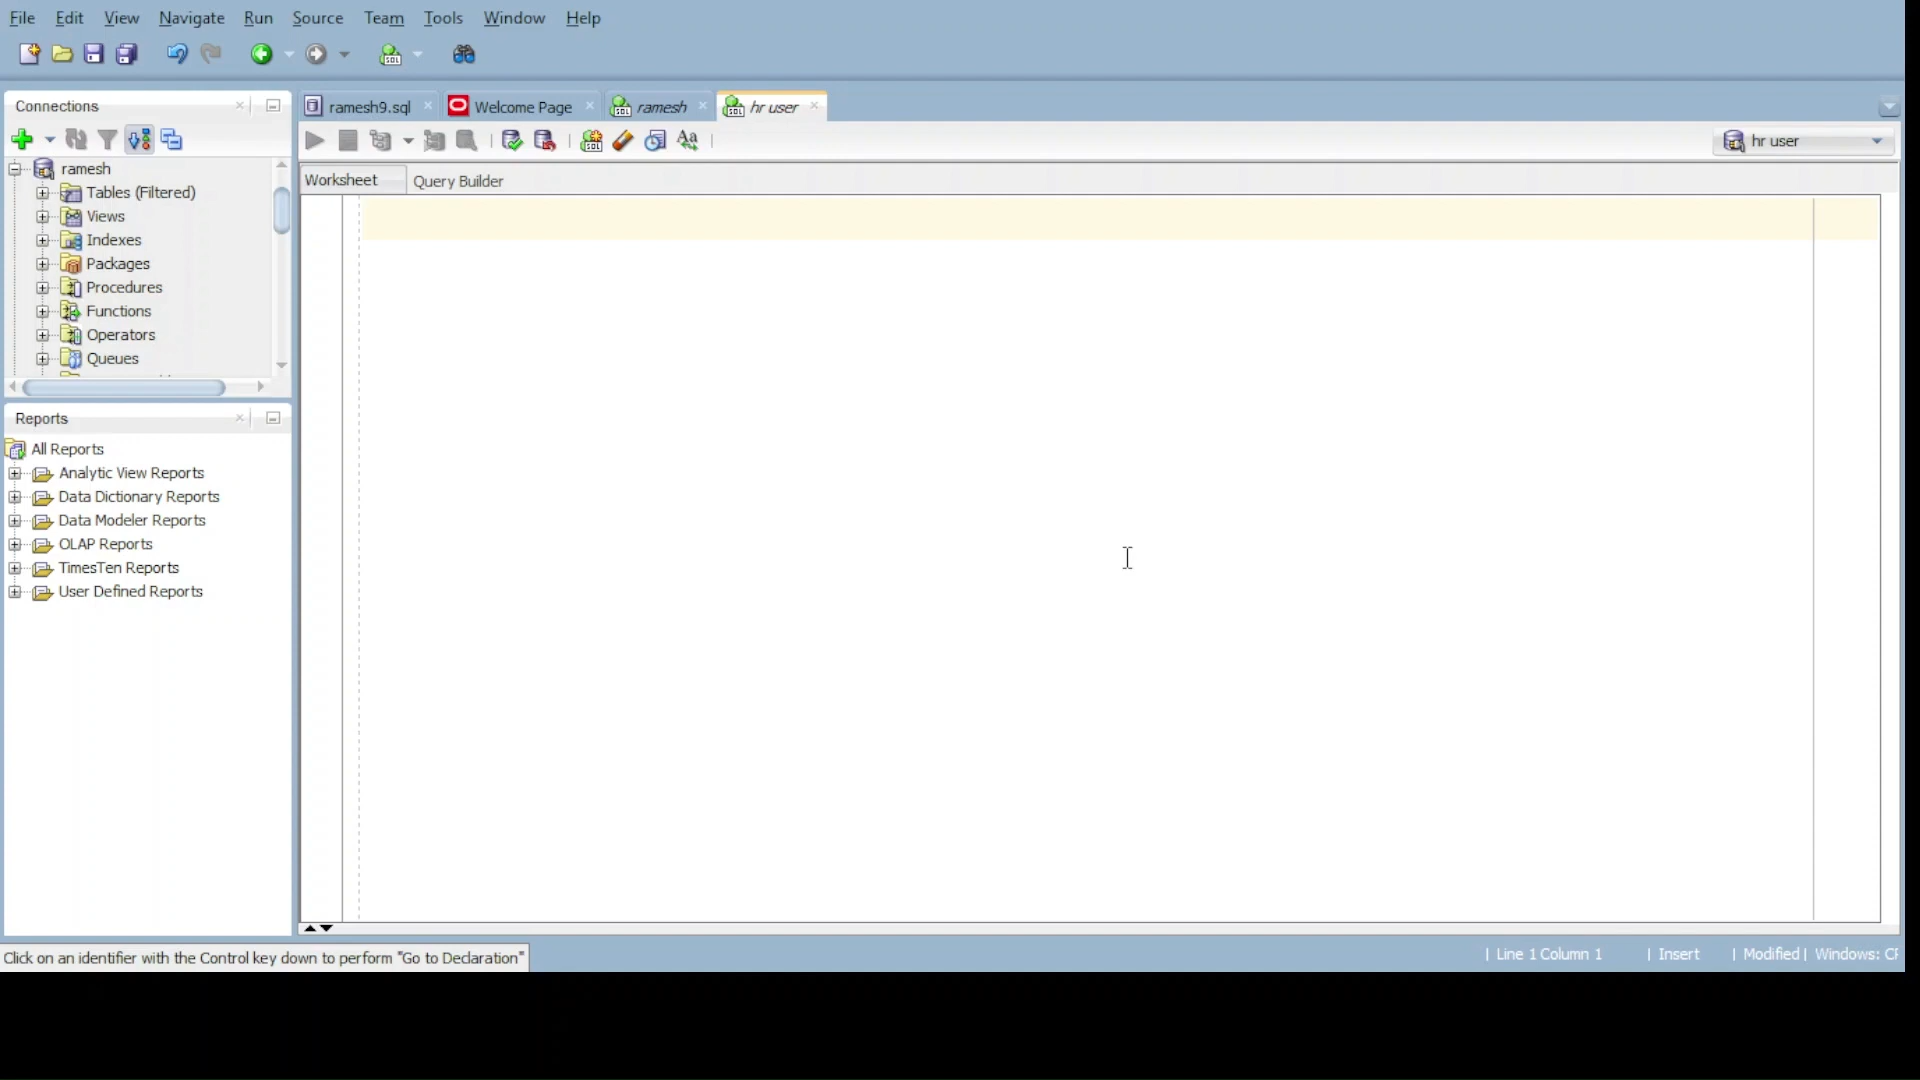 File Edit View Navigate Run Source Team Tools Window Help
Connections
ramesh9.sql Welcome Page ramesh hr user
hr user
ramesh
Tables (Filtered)
Views
Indexes
Packages
Procedures
Functions
Operators
Queues
Worksheet Query Builder
Reports
All Reports
Analytic View Reports
Data Dictionary Reports
Data Modeler Reports
OLAP Reports
TimesTen Reports
User Defined Reports
Click on an identifier with the Control key down to perform "Go to Declaration"
| Line 1 Column 1 | Insert | Modified | Windows: